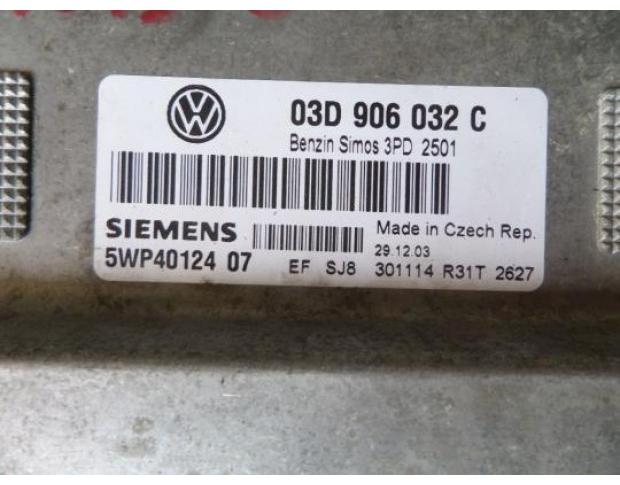 03D 906 032 C
Benzin Simos 3PD 2501
SIEMENS
Made in Czech Rep.
29.12.03
5WP40124 07
EF SJ8 301114 R31T 2627